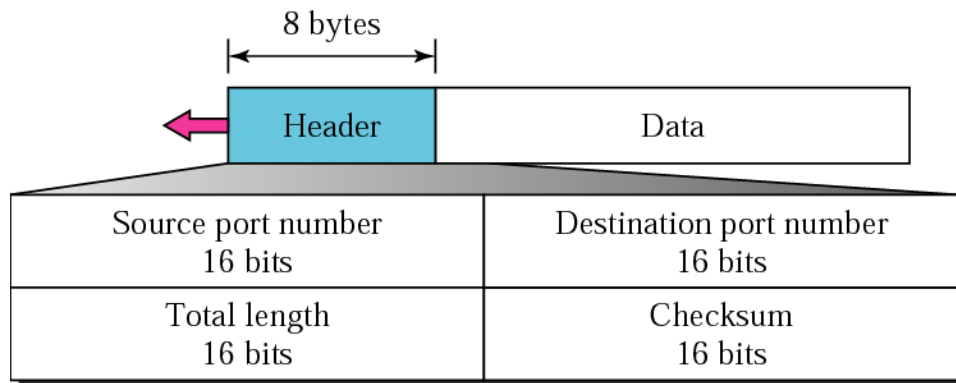 8 bytes
Header
Data
Source port number
16 bits
Destination port number
16 bits
Total length
16 bits
Checksum
16 bits